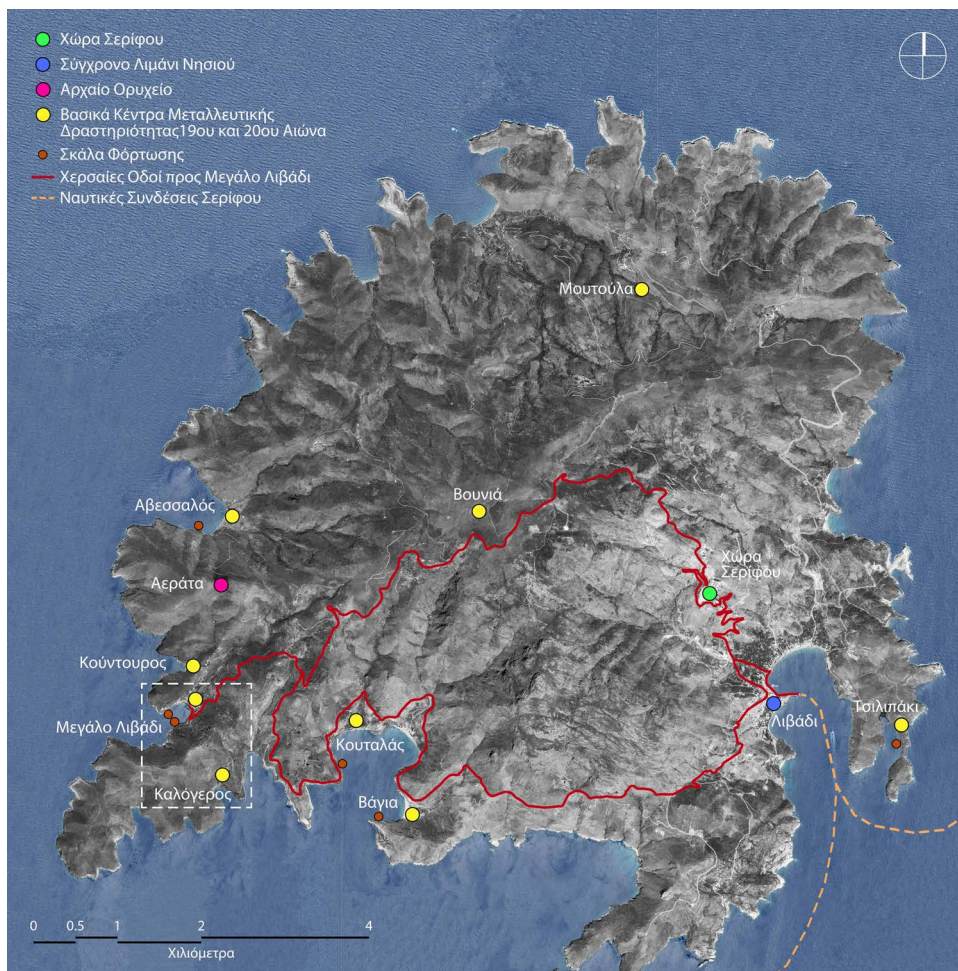 Χώρα Σερίφου
Σύγχρονο Λιμάνι Νησιού
Αρχαίο Ορυχείο
Βασικά Κέντρα Μεταλλευτικής
Δραστηριότητας19ου και 20ου Αιώνα
Σκάλα Φόρτωσης
Χερσαίες Οδοί προς Μεγάλο Λιβάδι
Ναυτικές Συνδέσεις Σερίφου
Μουτούλα
Βουνιά
Αβεσσαλός
Χώρα
Σερίφου
Αεράτα
Κούντουρος
Μεγάλο Λιβάδι
Τσιλιπάκι
Λιβάδι
Κουταλάς
Καλόγερος
Βάγια
0 0.5 1 2 4
Χιλιόμετρα